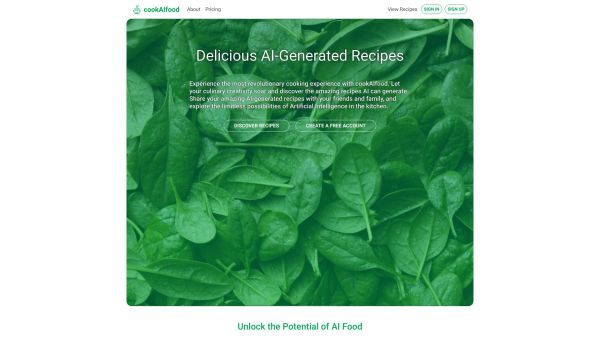 cookAIfood About Pricing View Recipes SIGN IN SIGN UP
Delicious AI-Generated Recipes
Experience the most revolutionary cooking experience with cookAIfood. Let
your culinary creativity soar and discover the amazing recipes AI can generate.
Share your amazing AI-generated recipes with your friends and family, and
explore the limitless possibilities of Artificial Intelligence in the kitchen.
DISCOVER RECIPES CREATE A FREE ACCOUNT
Unlock the Potential of AI Food